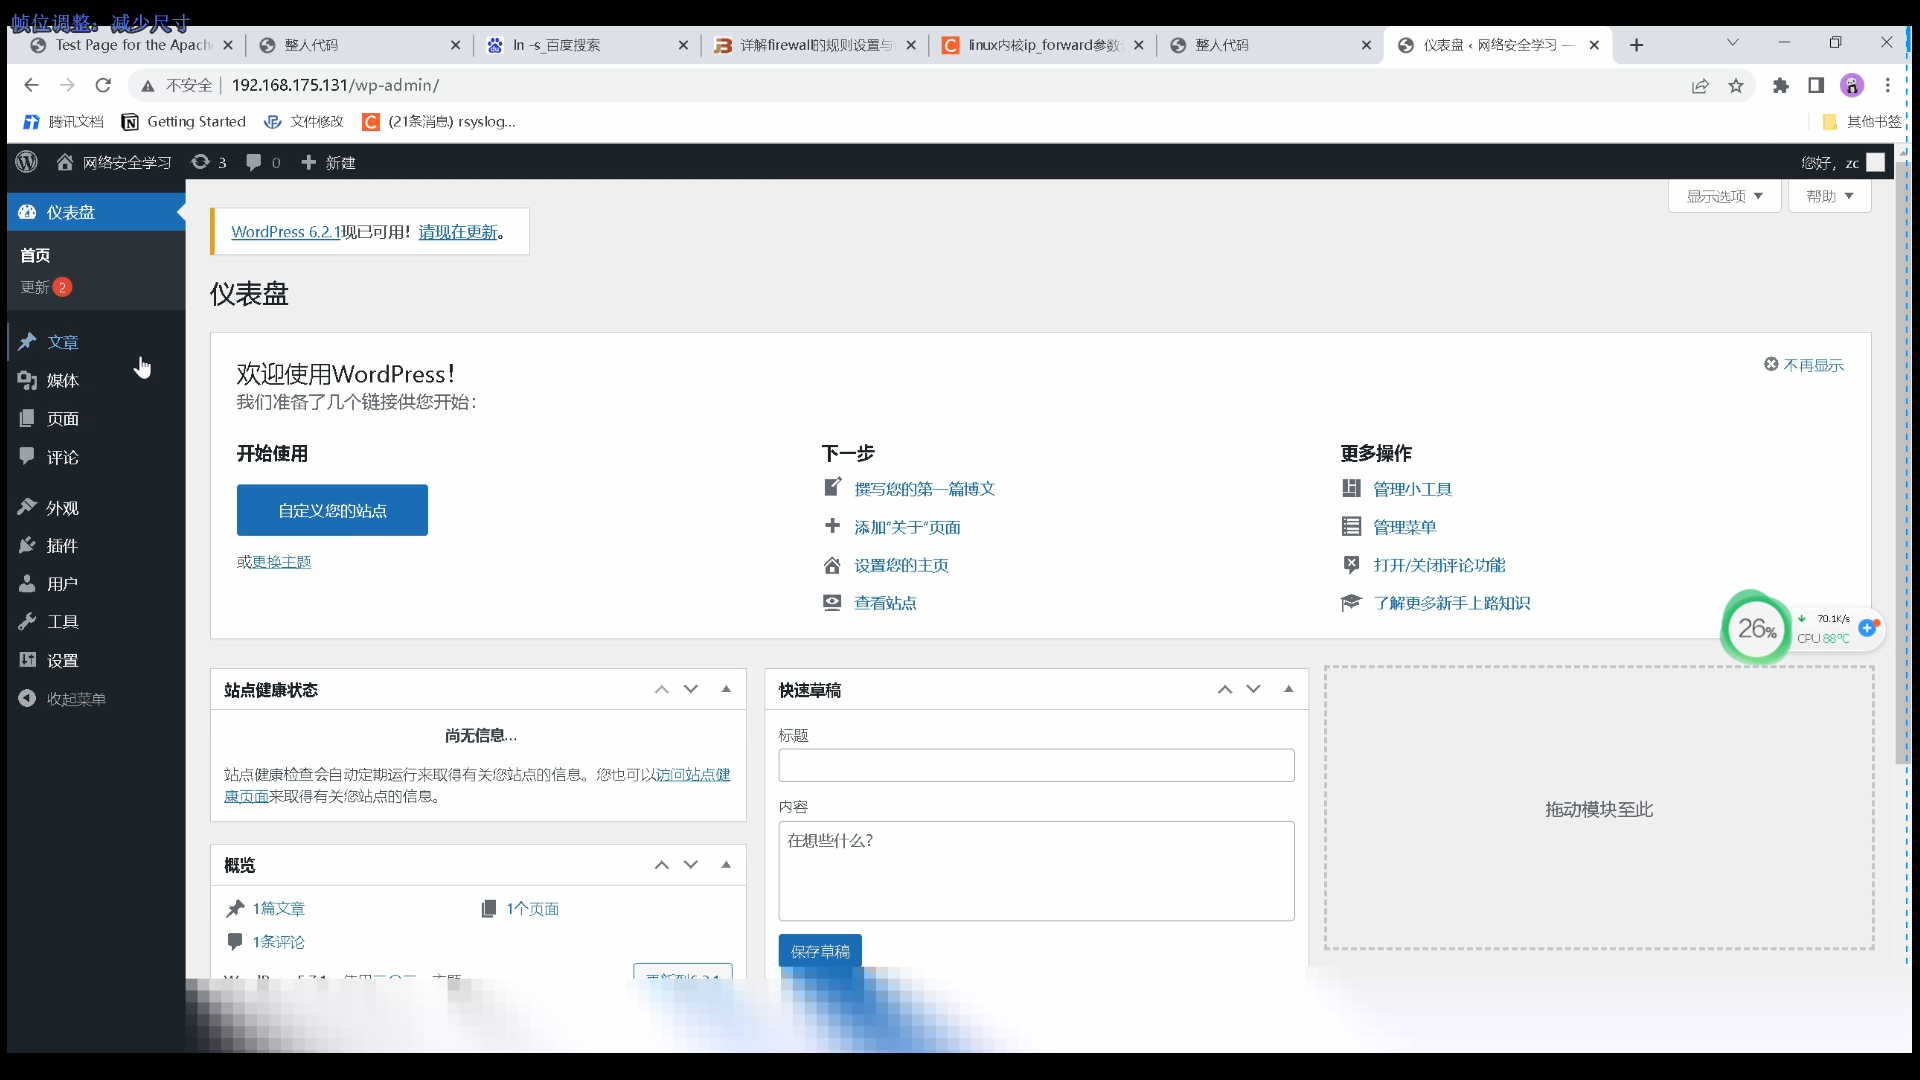 帧位调整：减少尺寸
Test Page for the Apach
整人代码
ln -s_百度搜索
详解firewall的规则设置与
linux内核ip_forward参数
整人代码
仪表盘 ‹ 网络安全学习 —
不安全
192.168.175.131/wp-admin/
腾讯文档
Getting Started
文件修改
(21条消息) rsyslog...
其他书签
网络安全学习
3
0
新建
您好，zc
仪表盘
显示选项
帮助
WordPress 6.2.1现已可用！请现在更新。
首页
更新 2
仪表盘
文章
媒体
页面
评论
外观
插件
用户
工具
设置
收起菜单
欢迎使用WordPress！
不再显示
我们准备了几个链接供您开始：
开始使用
自定义您的站点
或更换主题
下一步
撰写您的第一篇博文
添加"关于"页面
设置您的主页
查看站点
更多操作
管理小工具
管理菜单
打开/关闭评论功能
了解更多新手上路知识
26%
70.1K/s
CPU 88℃
站点健康状态
尚无信息...
站点健康检查会自动定期运行来取得有关您站点的信息。您也可以访问站点健
康页面来取得有关您站点的信息。
快速草稿
标题
内容
在想些什么？
保存草稿
拖动模块至此
概览
1篇文章
1个页面
1条评论